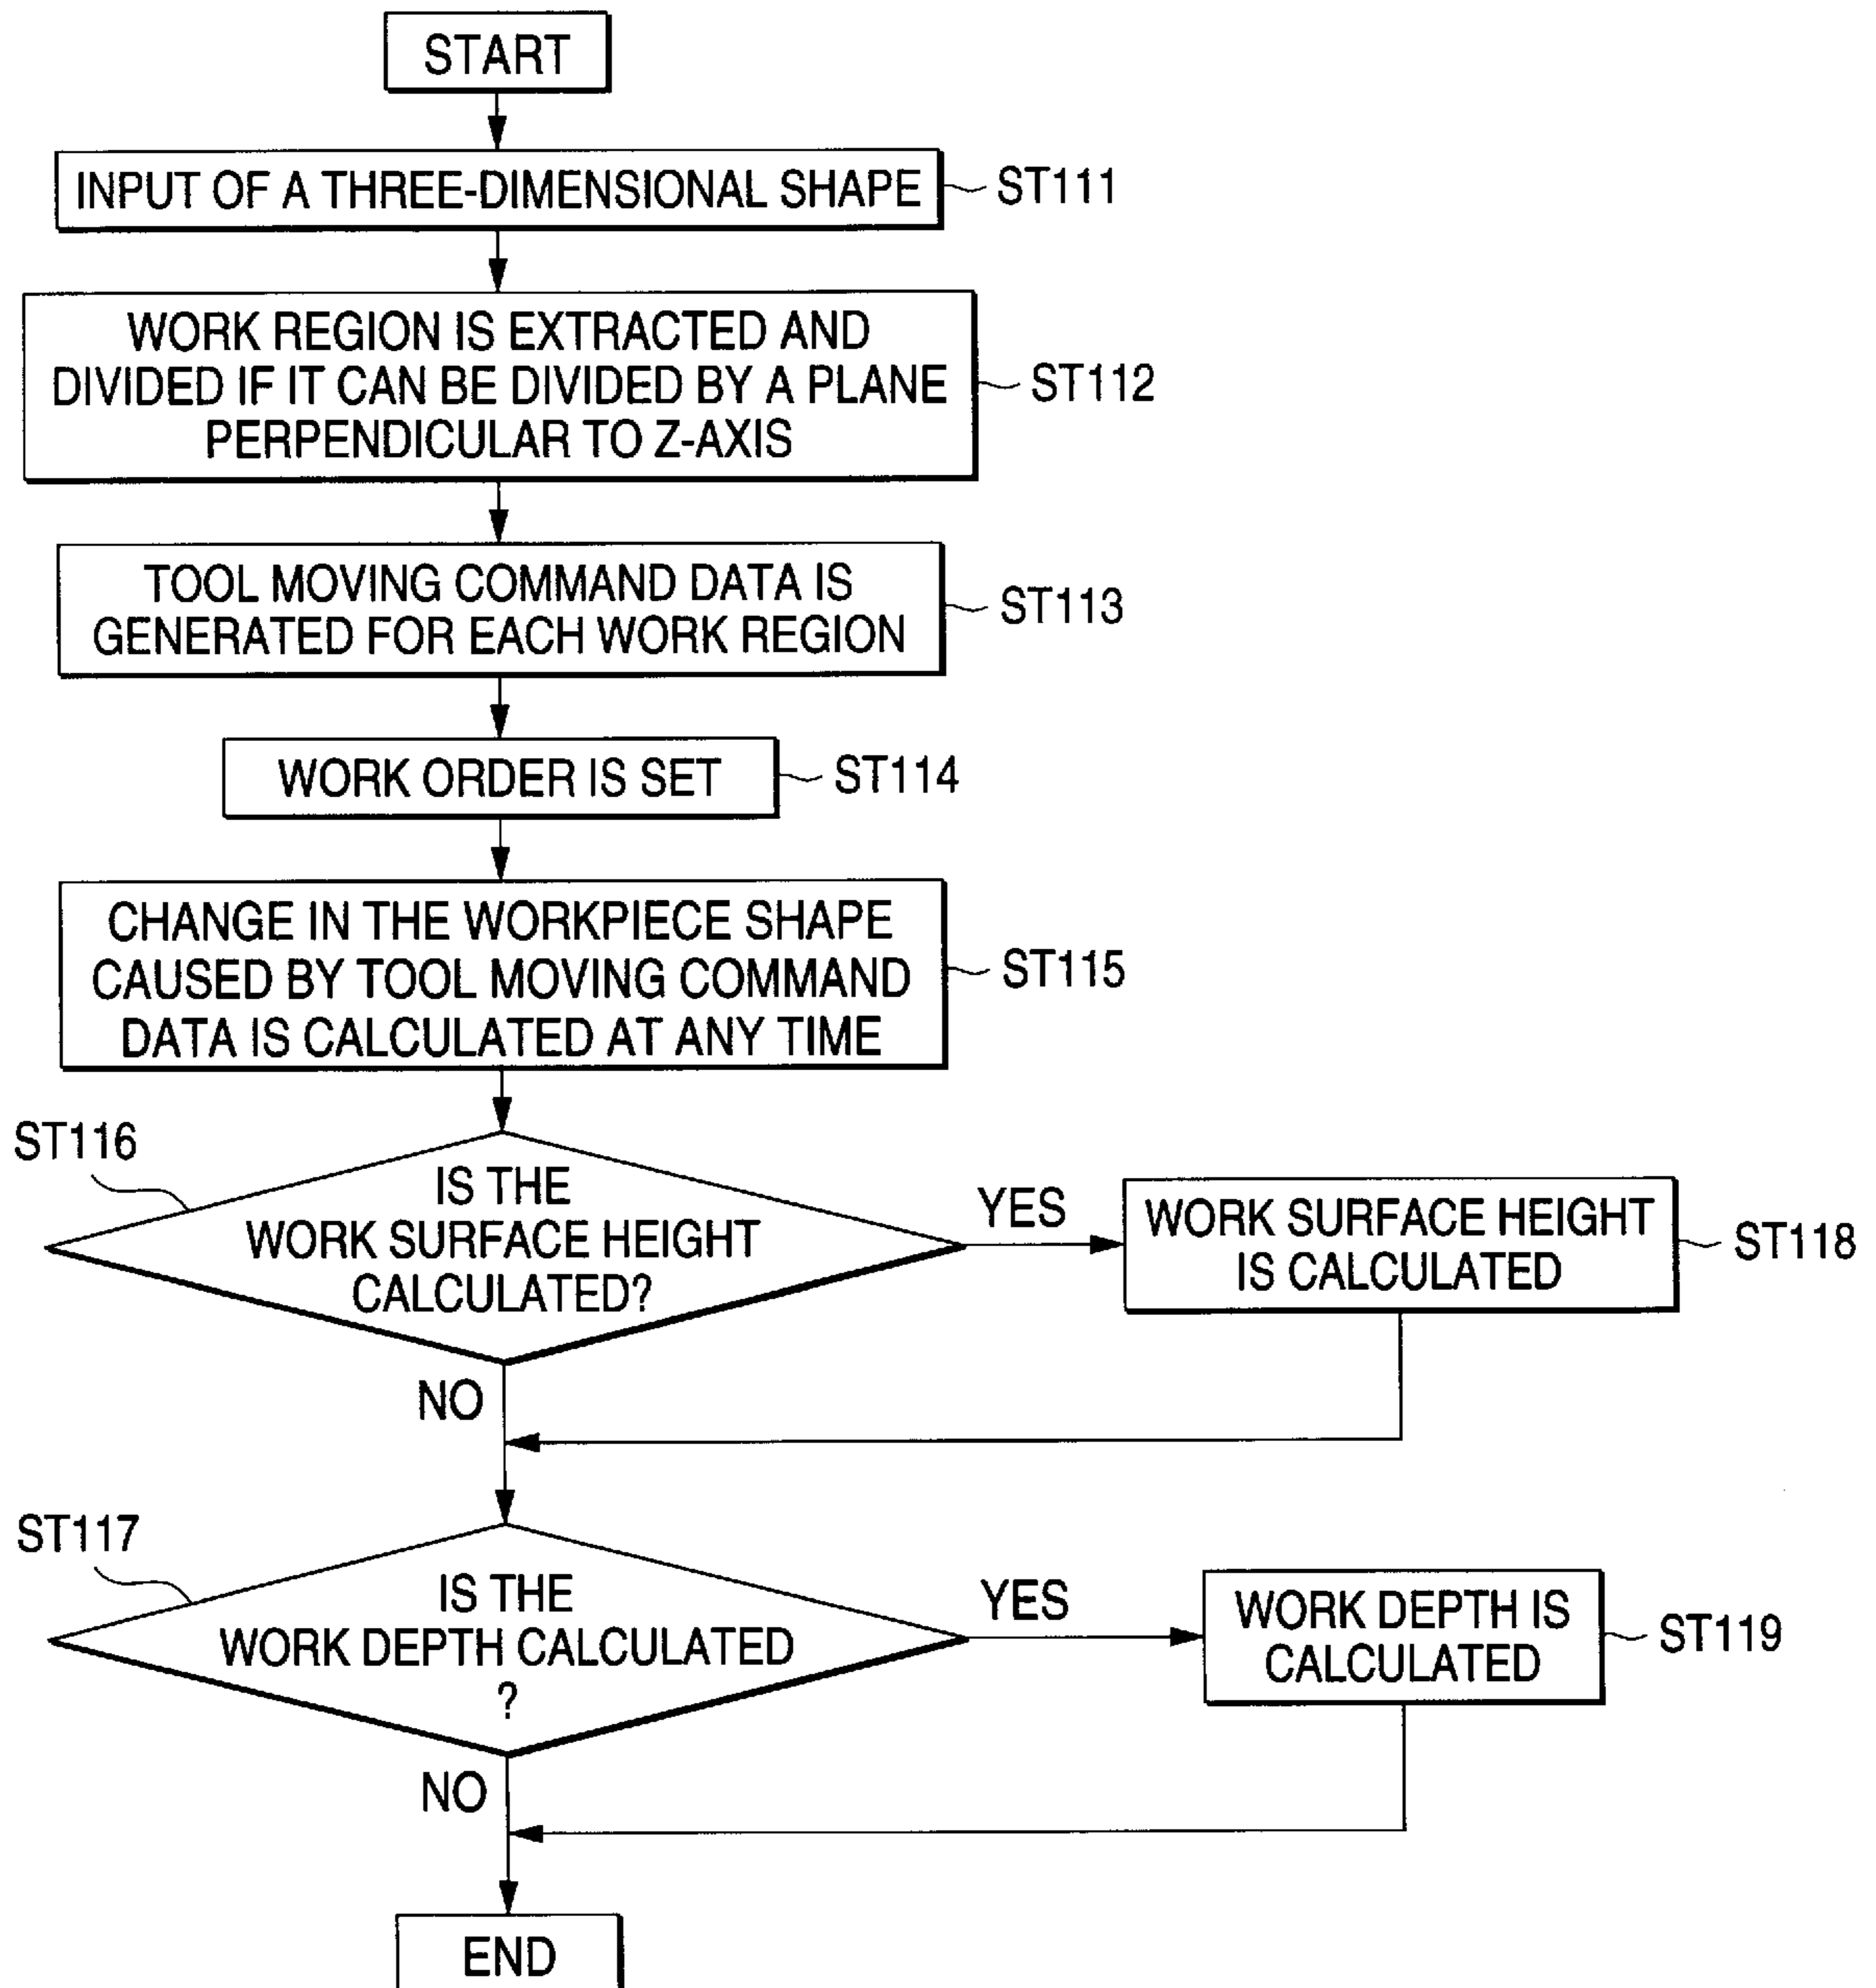 START
INPUT OF A THREE-DIMENSIONAL SHAPE
ST111
WORK REGION IS EXTRACTED AND
DIVIDED IF IT CAN BE DIVIDED BY A PLANE
PERPENDICULAR TO Z-AXIS
ST112
TOOL MOVING COMMAND DATA IS
GENERATED FOR EACH WORK REGION
ST113
WORK ORDER IS SET
ST114
CHANGE IN THE WORKPIECE SHAPE
CAUSED BY TOOL MOVING COMMAND
DATA IS CALCULATED AT ANY TIME
ST115
ST116
IS THE
WORK SURFACE HEIGHT
CALCULATED?
YES
WORK SURFACE HEIGHT
IS CALCULATED
ST118
NO
ST117
IS THE
WORK DEPTH CALCULATED
?
YES
WORK DEPTH IS
CALCULATED
ST119
NO
END